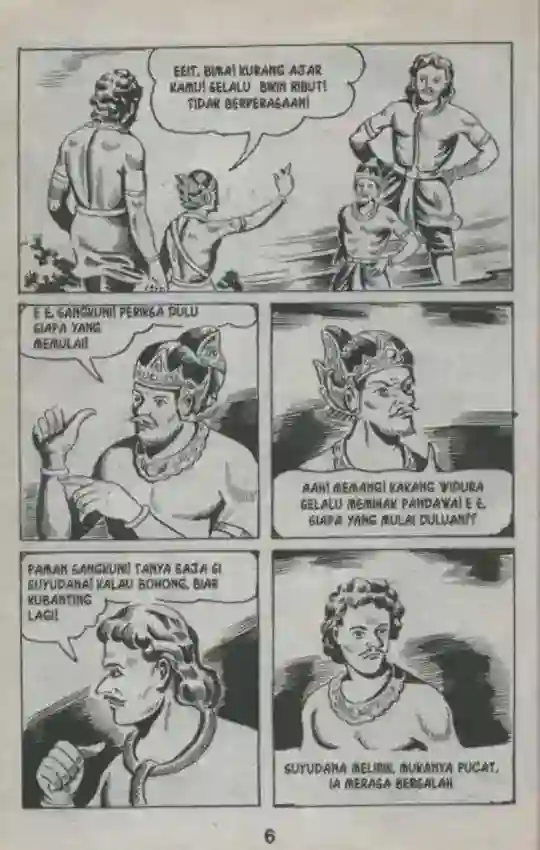 EEIT, BIMA! KURANG AJAR
KAMU! SELALU BIKIN RIBUT!
TIDAK BERPERASAAN!
E E, SANGKUNI! PERIKSA DULU
SIAPA YANG
MEMULAI!
AAH! MEMANG! KAKANG WIDURA
SELALU MEMIHAK PANDAWA! E E,
SIAPA YANG MULAI DULUAN!?
PAMAN SANGKUNI! TANYA SAJA SI
SUYUDANA! KALAU BOHONG, BIAR
KUBANTING
LAGI!
SUYUDANA MELIRIK, MUKANYA PUCAT,
IA MERASA BERSALAH
6